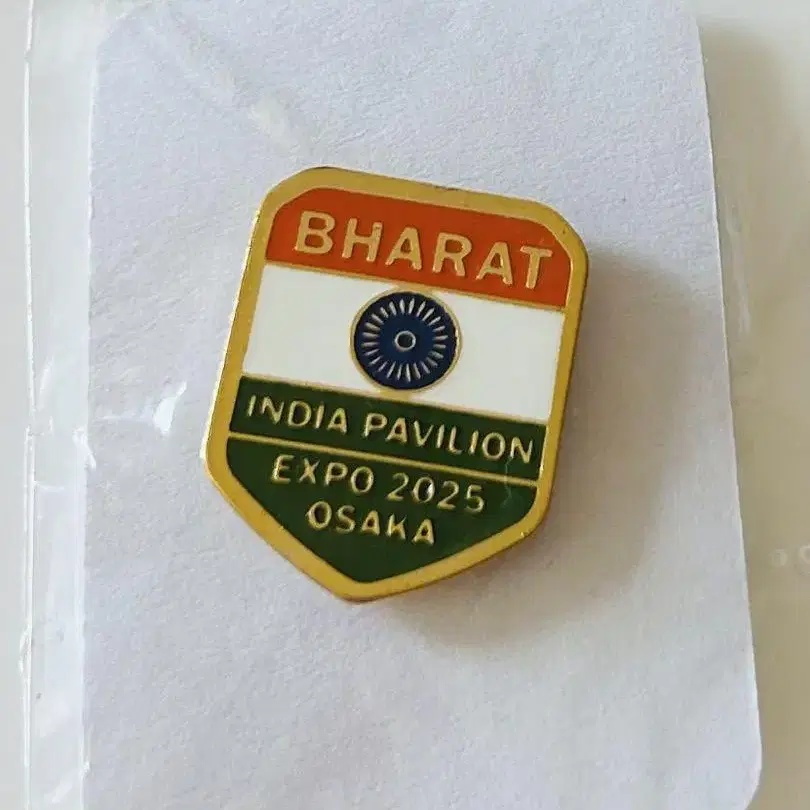 BHARAT
INDIA PAVILION
EXPO 2025
OSAKA